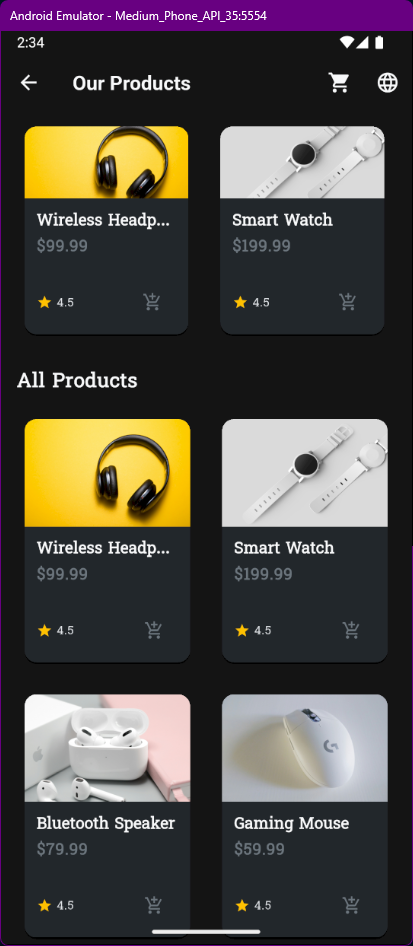 Android Emulator - Medium_Phone_API_35:5554
2:34
Our Products
Wireless Headp...
Smart Watch
$99.99
$199.99
4.5
4.5
All Products
Wireless Headp...
Smart Watch
$99.99
$199.99
4.5
4.5
Bluetooth Speaker
Gaming Mouse
$79.99
$59.99
4.5
4.5